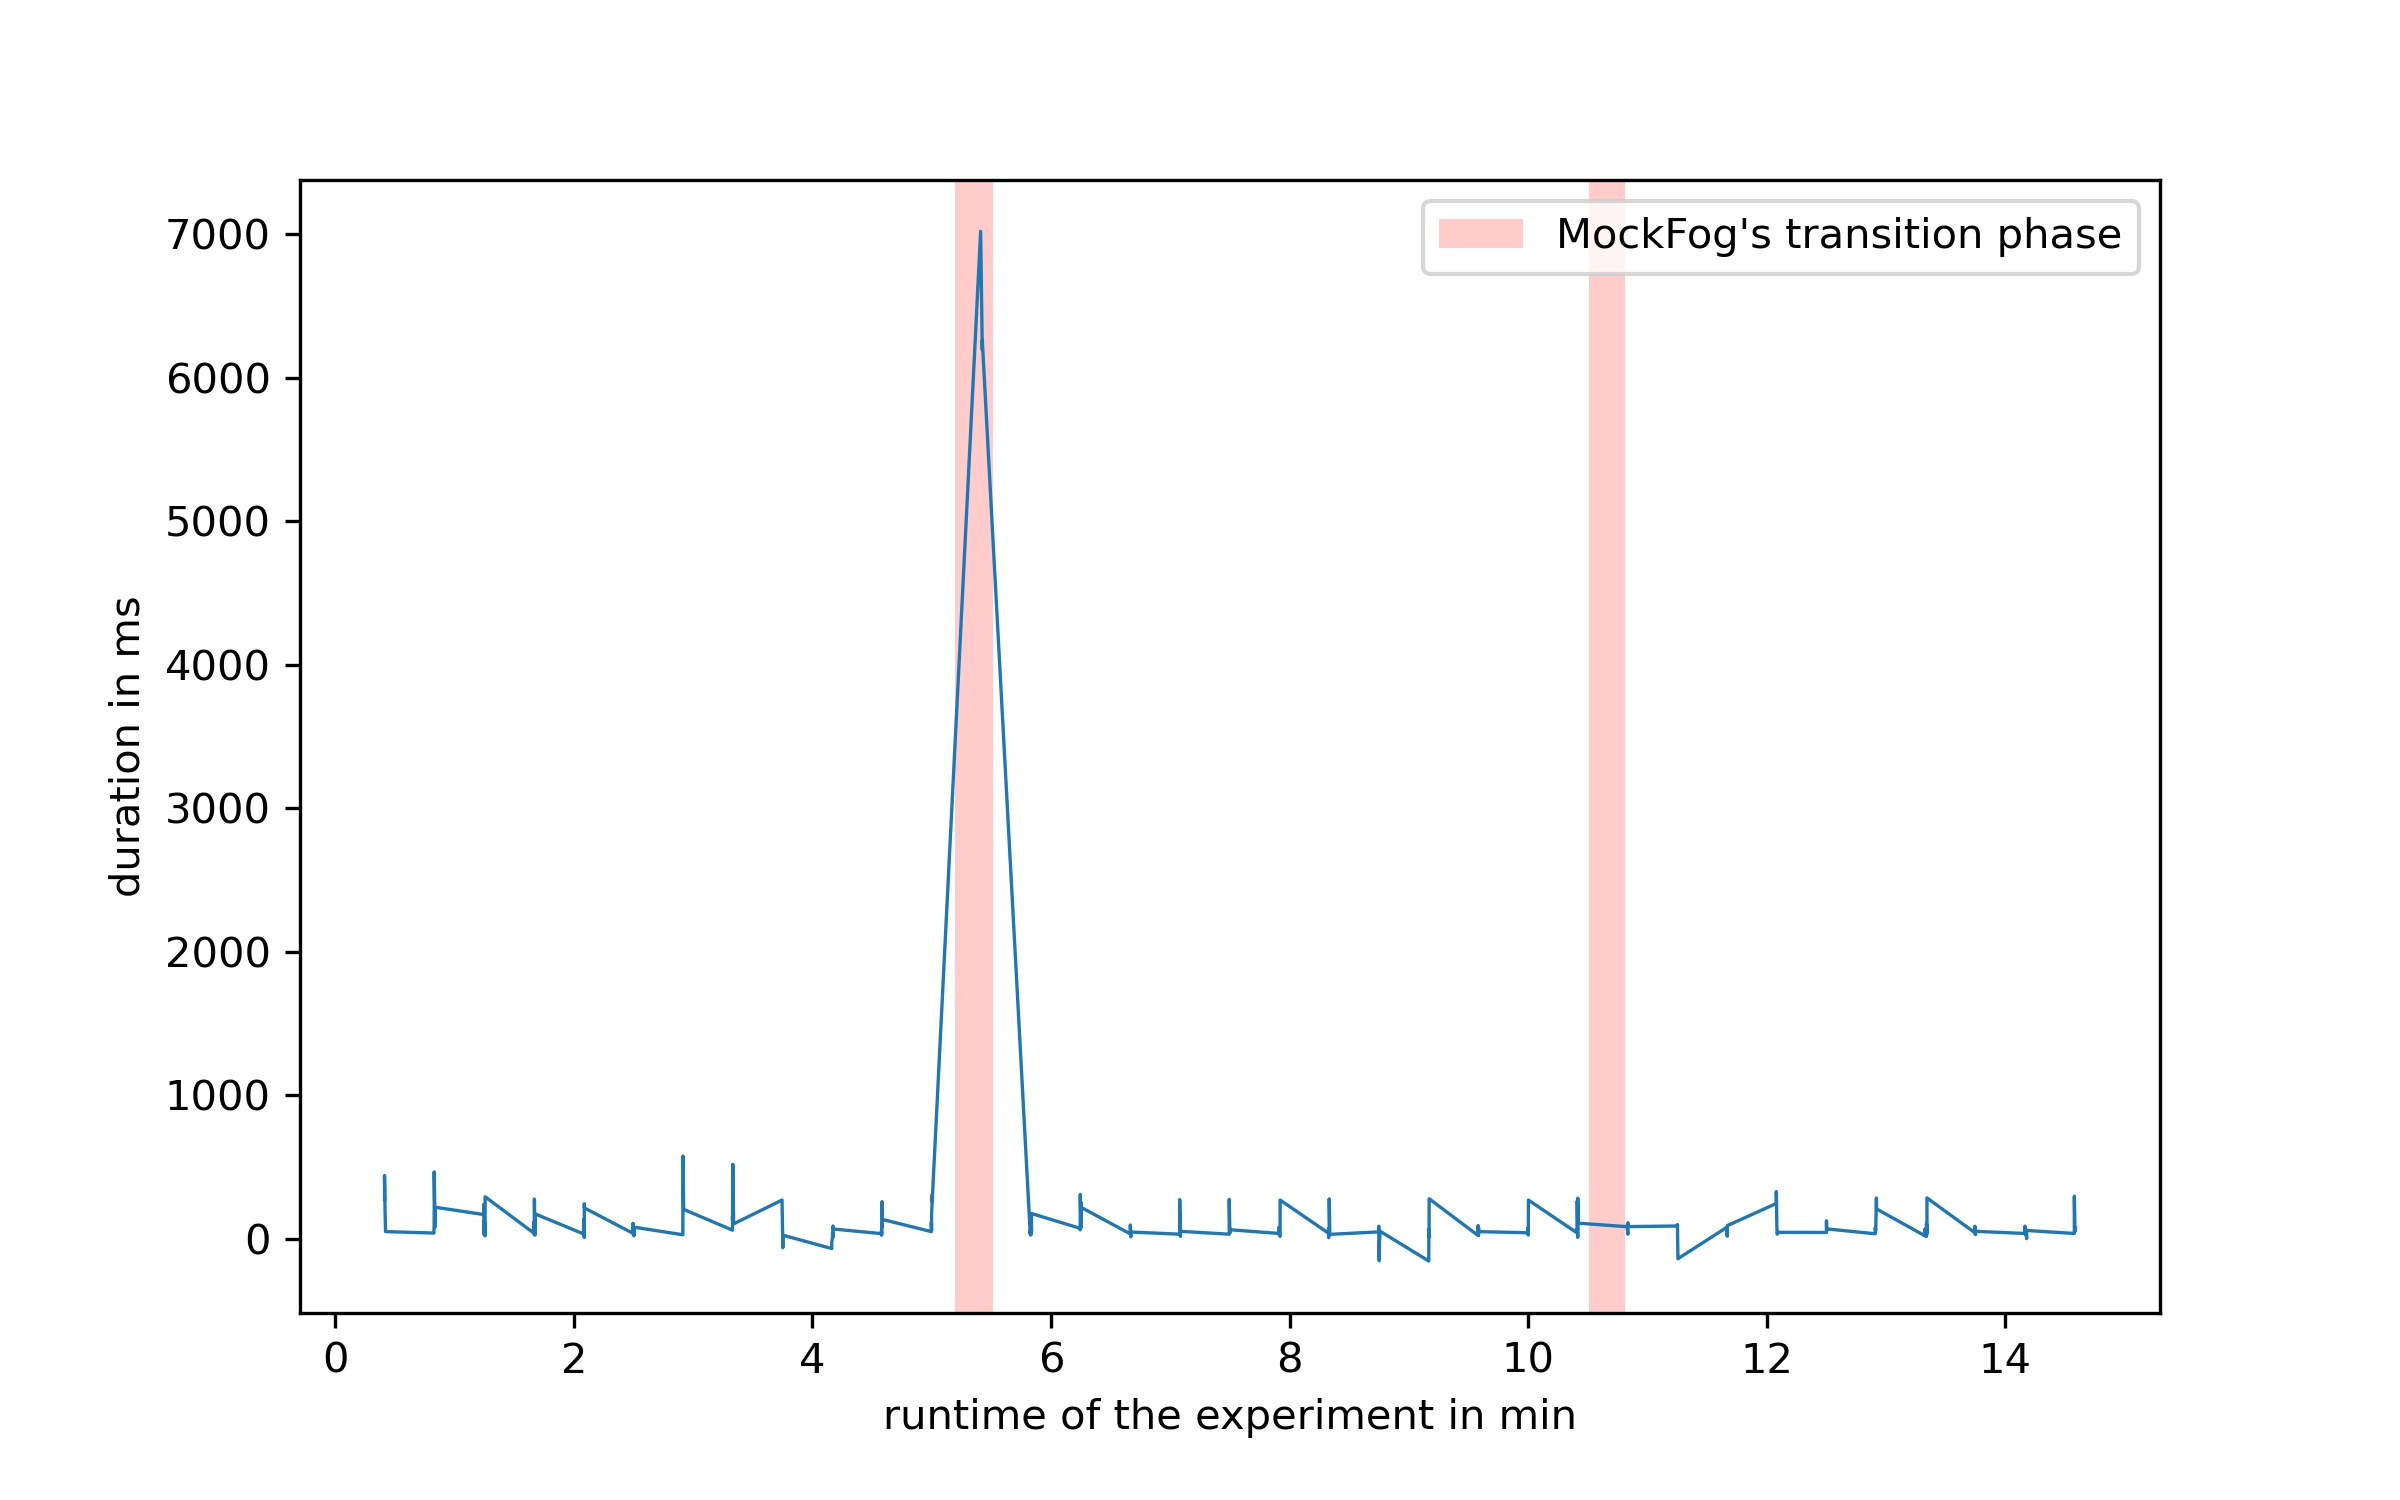 MockFog's transition phase
7000
6000
5000
4000
3000
2000
1000
0
duration in ms
0 2 4 6 8 10 12 14
runtime of the experiment in min